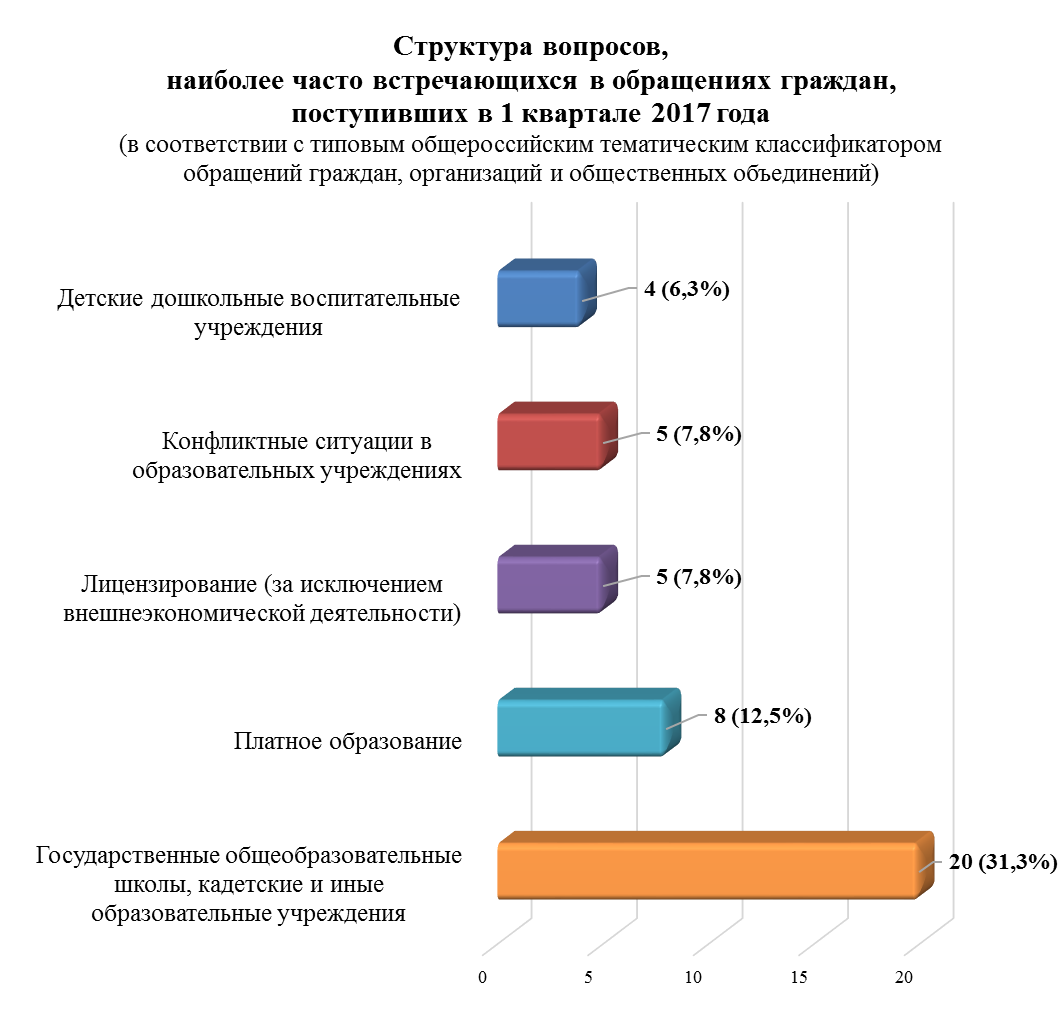 Структура вопросов,
наиболее часто встречающихся в обращениях граждан,
поступивших в 1 квартале 2017 года
(в соответствии с типовым общероссийским тематическим классификатором
обращений граждан, организаций и общественных объединений)
Детские дошкольные воспитательные
учреждения
4 (6,3%)
Конфликтные ситуации в
образовательных учреждениях
5 (7,8%)
Лицензирование (за исключением
внешнеэкономической деятельности)
5 (7,8%)
Платное образование
8 (12,5%)
Государственные общеобразовательные
школы, кадетские и иные
образовательные учреждения
20 (31,3%)
0 5 10 15 20